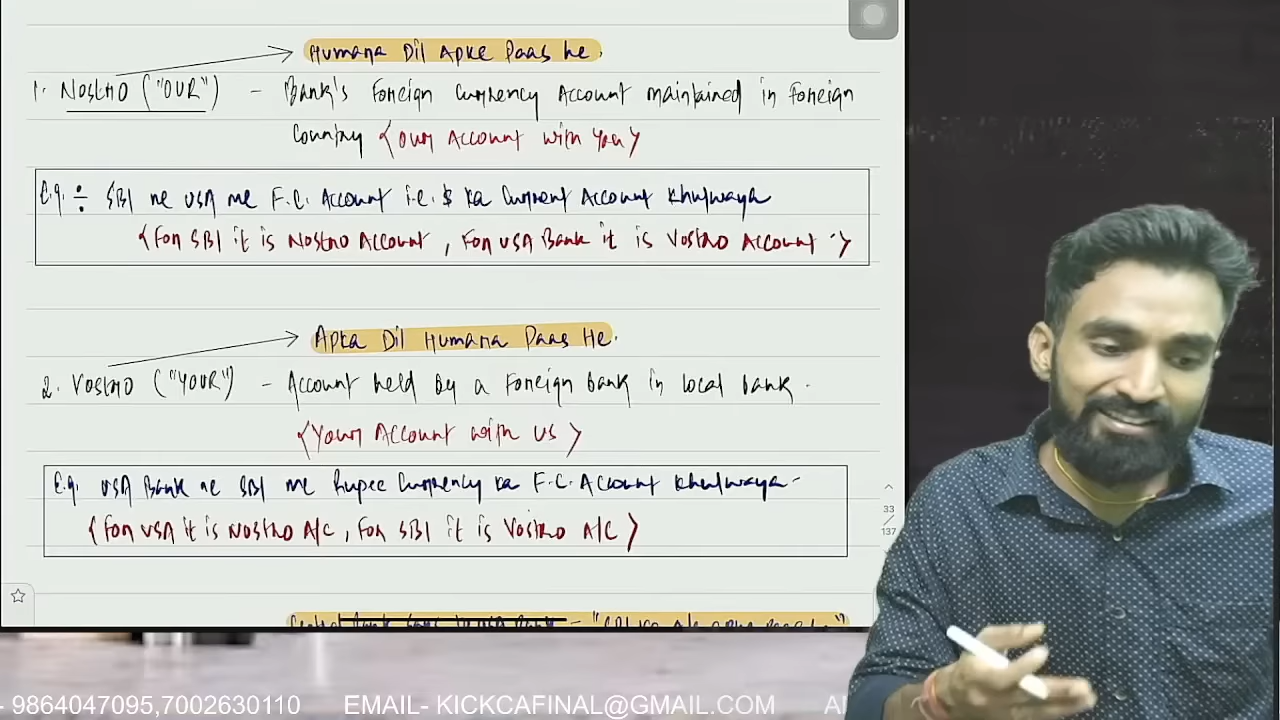 Humara Dil Apke Paas he.
1. Nostro ("OUR") - Bank's Foreign Currency Account maintained in Foreign
Country {our Account with you}
E.g. ÷ SBI ne USA me F.C. Account i.e. $ ka Current Account khulwaya
{For SBI it is Nostro Account, For USA Bank it is Vostro Account.}
Apka Dil Humara Paas He.
2. Vostro ("YOUR") - Account held by a Foreign bank in local bank.
{Your Account with us}
E.g. USA Bank ne SBI me Rupee Currency ka F.C. Account khulwaya-
{For USA it is Nostro A/C, For SBI it is Vostro A/C}
33
/
137
- 9864047095,7002630110 EMAIL- KICKCAFINAL@GMAIL.COM